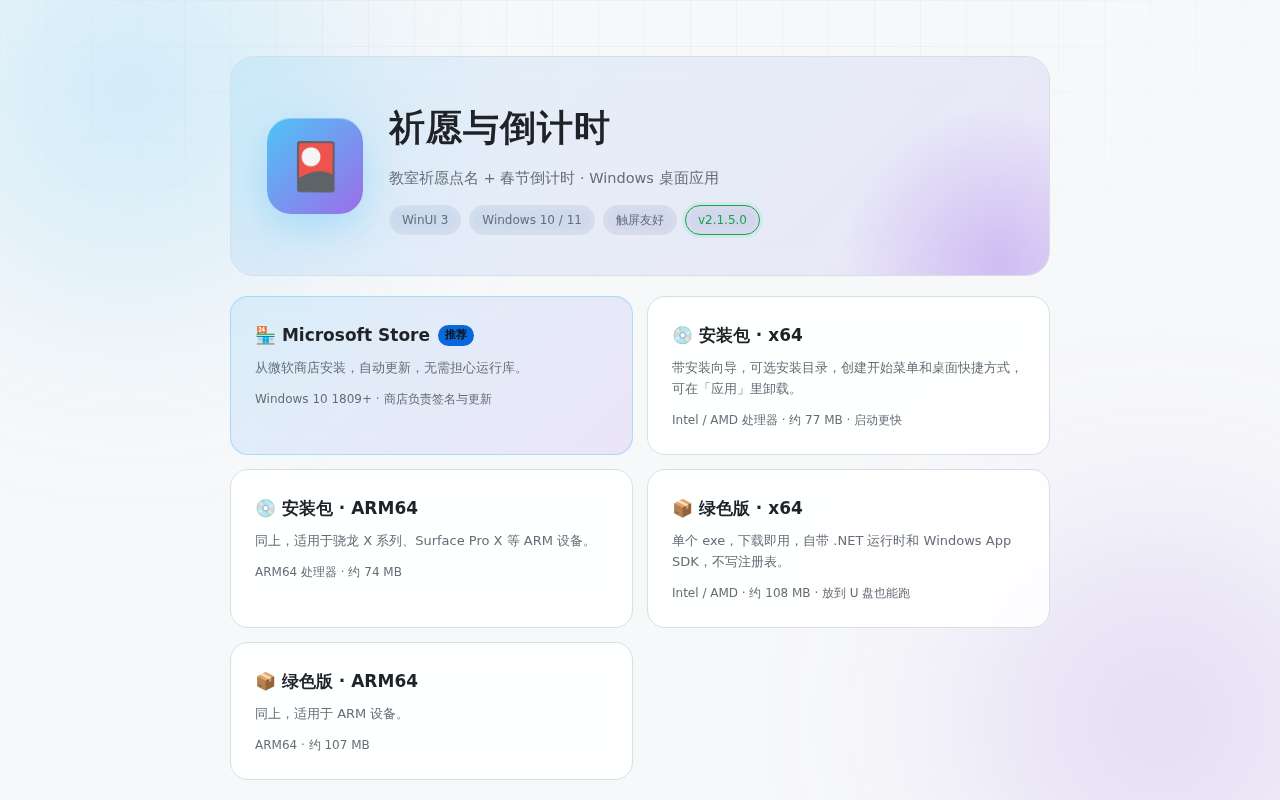 祈愿与倒计时
教室祈愿点名 + 春节倒计时 · Windows 桌面应用
WinUI 3
Windows 10 / 11
触屏友好
v2.1.5.0
Microsoft Store 推荐
从微软商店安装，自动更新，无需担心运行库。
Windows 10 1809+ · 商店负责签名与更新
安装包 · x64
带安装向导，可选安装目录，创建开始菜单和桌面快捷方式，
可在「应用」里卸载。
Intel / AMD 处理器 · 约 77 MB · 启动更快
安装包 · ARM64
同上，适用于骁龙 X 系列、Surface Pro X 等 ARM 设备。
ARM64 处理器 · 约 74 MB
绿色版 · x64
单个 exe，下载即用，自带 .NET 运行时和 Windows App
SDK，不写注册表。
Intel / AMD · 约 108 MB · 放到 U 盘也能跑
绿色版 · ARM64
同上，适用于 ARM 设备。
ARM64 · 约 107 MB